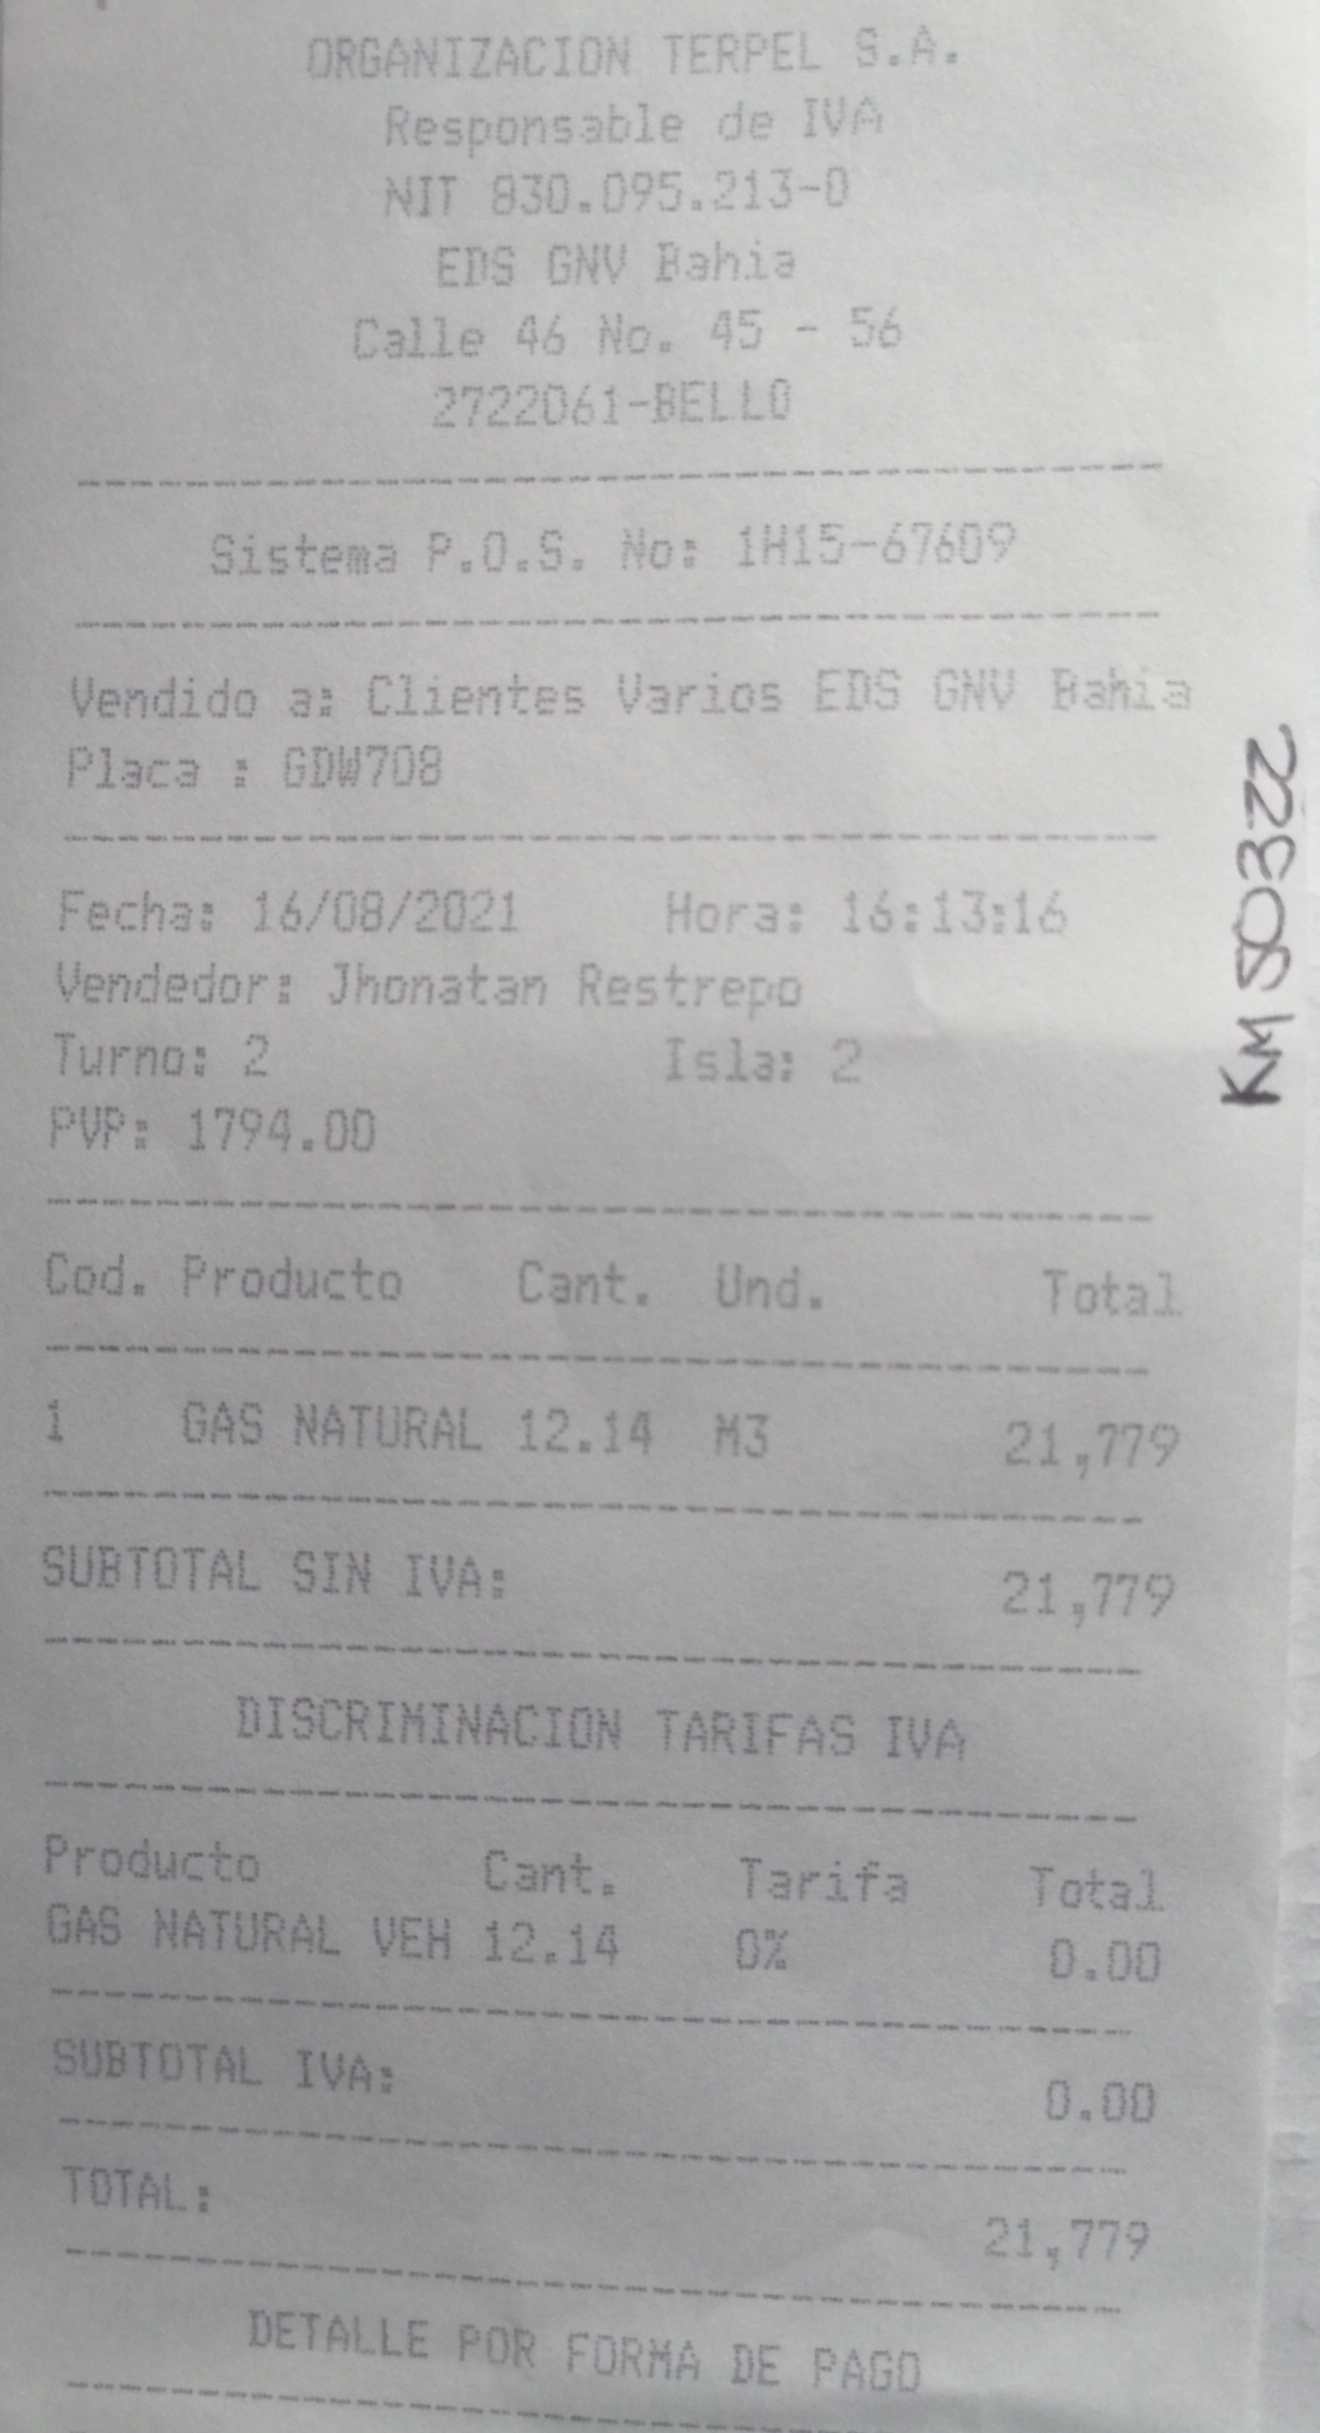 ORGANIZACION TERPEL S.A.
Responsable de IVA
NIT 830.095.213-0
EDS GNV Bahia
Calle 46 No. 45 - 56
2722061-BELLO
Sistema P.O.S. No: 1H15-67609
Vendido a: Clientes Varios EDS GNV Bahia
Placa : GDW708
Fecha: 16/08/2021 Hora: 16:13:16
Vendedor: Jhonatan Restrepo
Turno: 2 Isla: 2
PVP: 1794.00
Cod. Producto Cant. Und. Total
1 GAS NATURAL 12.14 M3 21,779
SUBTOTAL SIN IVA: 21,779
DISCRIMINACION TARIFAS IVA
Producto Cant. Tarifa Total
GAS NATURAL VEH 12.14 0% 0.00
SUBTOTAL IVA: 0.00
TOTAL: 21,779
DETALLE POR FORMA DE PAGO
KM 50322